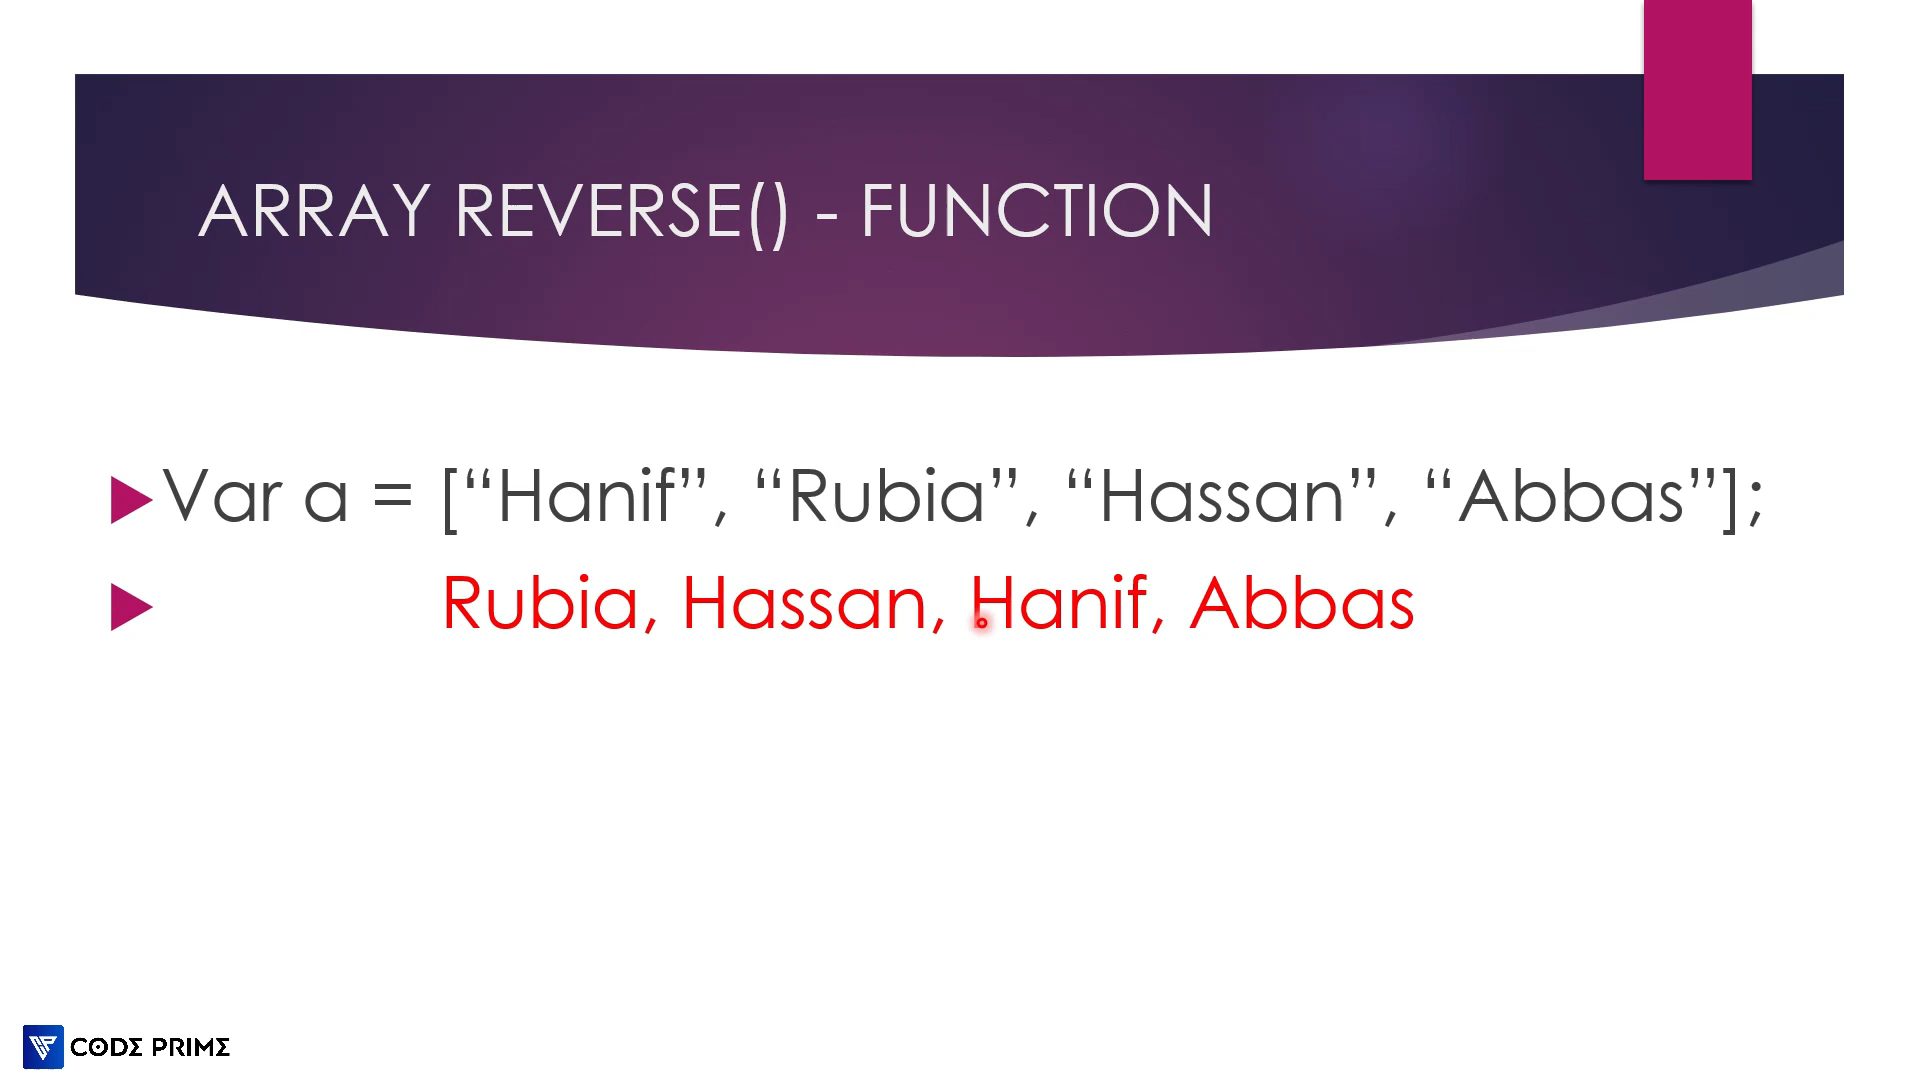 ARRAY REVERSE() - FUNCTION
Var a = [“Hanif”, “Rubia”, “Hassan”, “Abbas”];
Rubia, Hassan, Hanif, Abbas
CODΣ PRIMΣ